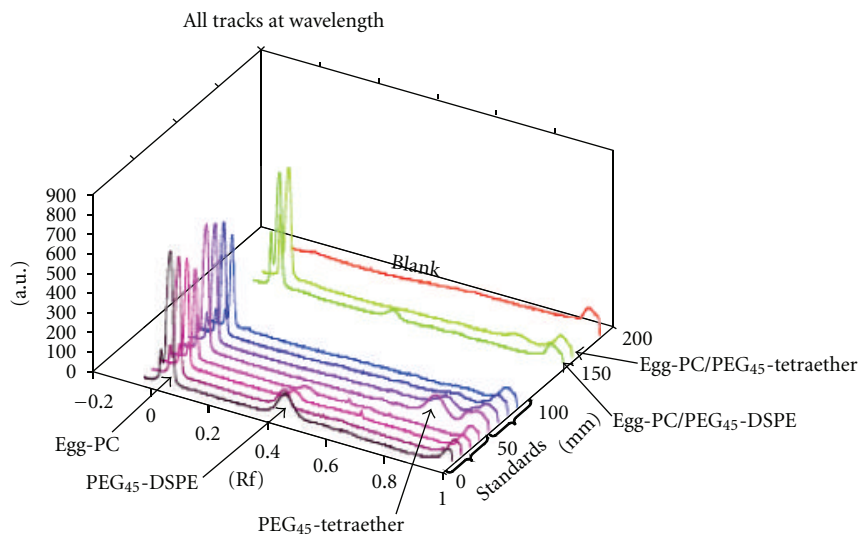 All tracks at wavelength
900
800
700
600
500
400
300
200
100
0
(a.u.)
−0.2
0
0.2
0.4
0.6
0.8
1
(Rf)
0
50
100
150
200
(mm)
Standards
Blank
Egg-PC
PEG45-DSPE
PEG45-tetraether
Egg-PC/PEG45-tetraether
Egg-PC/PEG45-DSPE